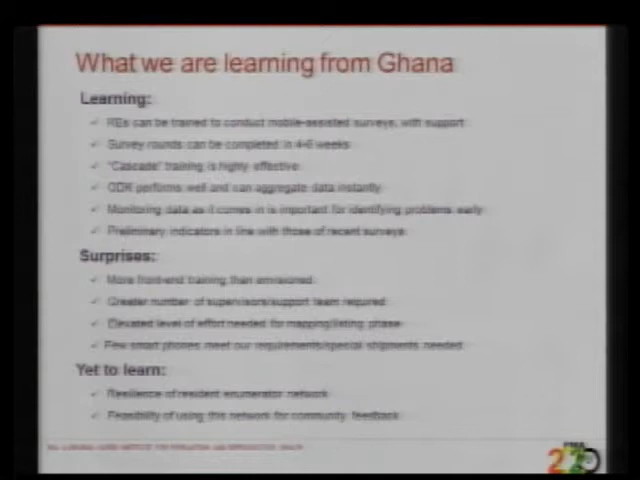 What we are learning from Ghana
Learning:
✓ REs can be trained to conduct mobile-assisted surveys, with support
✓ Survey rounds can be completed in 4-6 weeks
✓ "Cascade" training is highly effective
✓ ODK performs well and can aggregate data instantly
✓ Monitoring data as it comes in is important for identifying problems early
✓ Preliminary indicators in line with those of recent surveys
Surprises:
✓ More front-end training than envisioned
✓ Greater number of supervisors/support team required
✓ Elevated level of effort needed for mapping/listing phase
✓ Few smart phones meet our requirements/special shipments needed
Yet to learn:
✓ Resilience of resident enumerator network
✓ Feasibility of using this network for community feedback